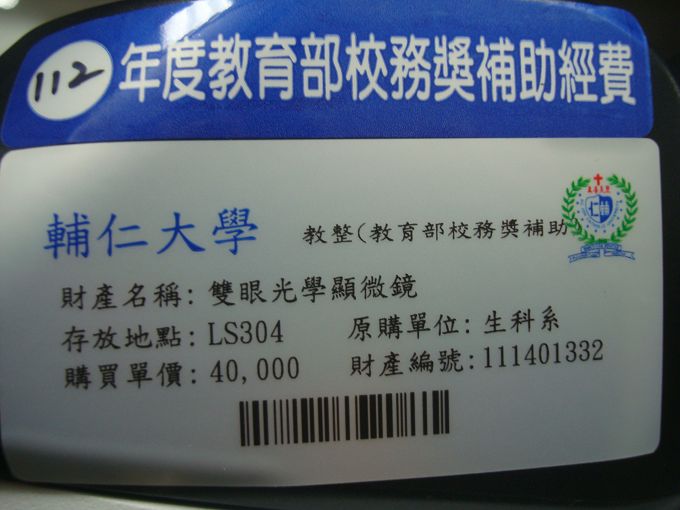 112 年度教育部校務獎補助經費
輔仁大學 教整(教育部校務獎補助
財產名稱: 雙眼光學顯微鏡
存放地點: LS304 原購單位: 生科系
購買單價: 40,000 財產編號: 111401332